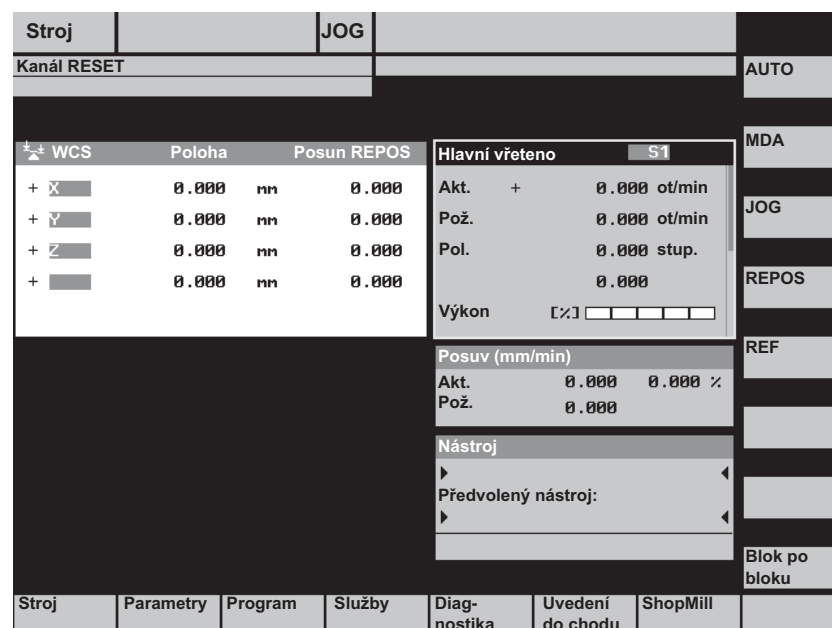 Stroj JOG
Kanál RESET
AUTO
MDA
JOG
REPOS
REF
Blok po
bloku
WCS Poloha Posun REPOS
+ X 0.000 mm 0.000
+ Y 0.000 mm 0.000
+ Z 0.000 mm 0.000
+ 0.000 mm 0.000
Hlavní vřeteno S1
Akt. + 0.000 ot/min
Pož. 0.000 ot/min
Pol. 0.000 stup.
0.000
Výkon [%]
Posuv (mm/min)
Akt. 0.000 0.000 %
Pož. 0.000
Nástroj
Předvolený nástroj:
Stroj Parametry Program Služby Diag-
nostika Uvedení
do chodu ShopMill